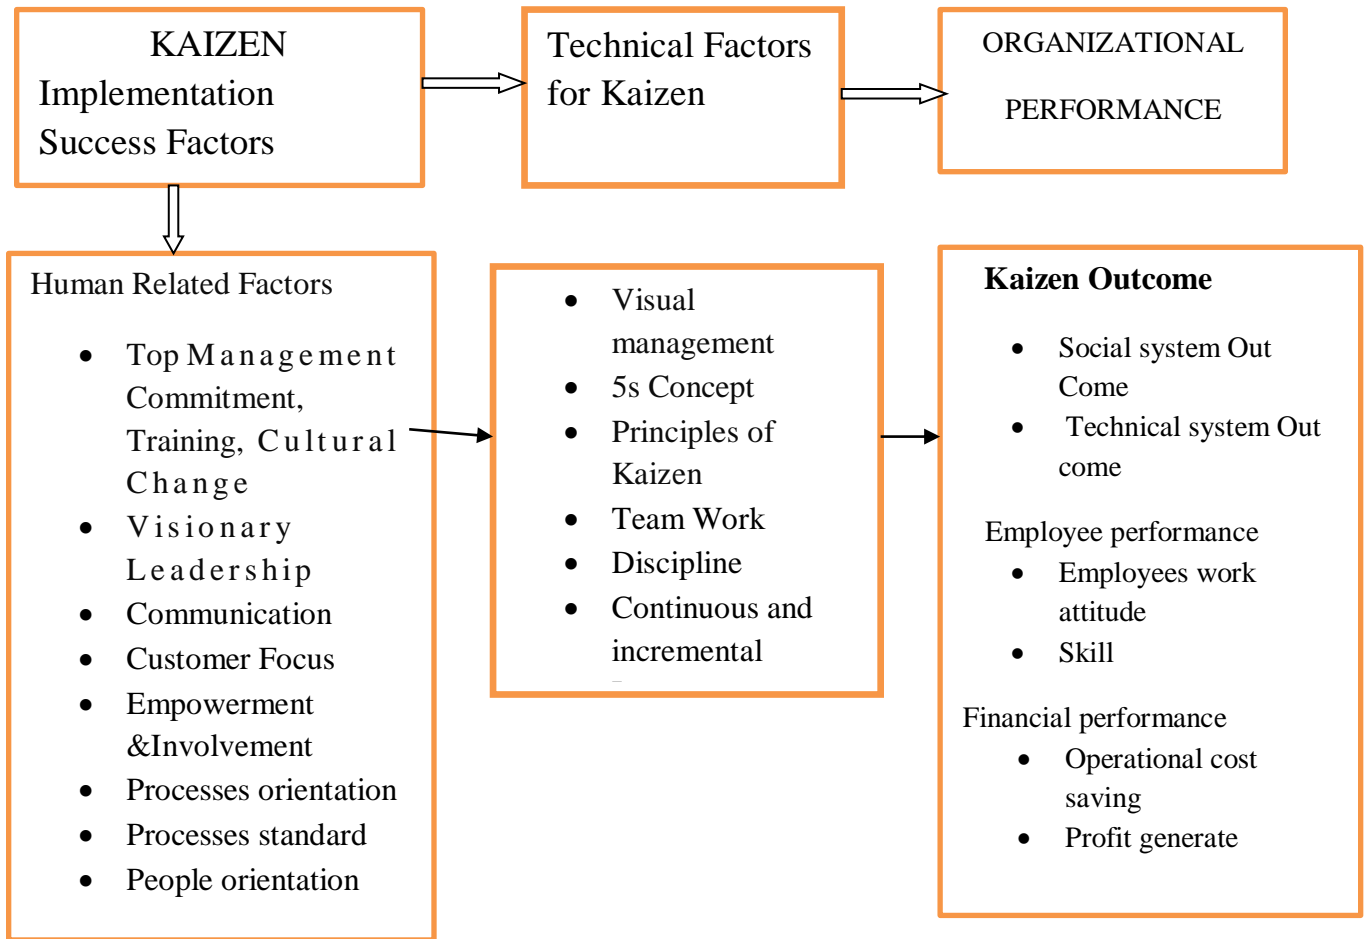 KAIZEN
Implementation
Success Factors
Technical Factors
for Kaizen
ORGANIZATIONAL
PERFORMANCE
Human Related Factors
• Top Management
Commitment,
Training, Cultural
Change
• Visionary
Leadership
• Communication
• Customer Focus
• Empowerment
&Involvement
• Processes orientation
• Processes standard
• People orientation
• Visual
management
• 5s Concept
• Principles of
Kaizen
• Team Work
• Discipline
• Continuous and
incremental
Kaizen Outcome
• Social system Out
Come
• Technical system Out
come
Employee performance
• Employees work
attitude
• Skill
Financial performance
• Operational cost
saving
• Profit generate